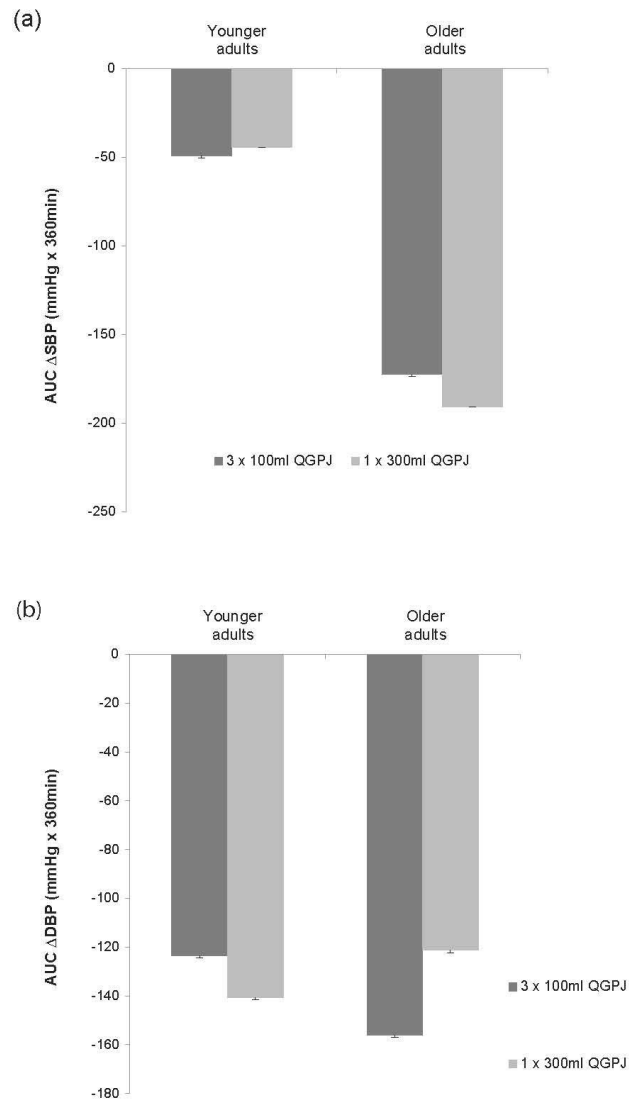 (a)
Younger adults
Older adults
0
-50
-100
-150
-200
-250
AUC ΔSBP (mmHg x 360min)
3 x 100ml QGPJ
1 x 300ml QGPJ
(b)
Younger adults
Older adults
0
-20
-40
-60
-80
-100
-120
-140
-160
-180
AUC ΔDBP (mmHg x 360min)
3 x 100ml QGPJ
1 x 300ml QGPJ